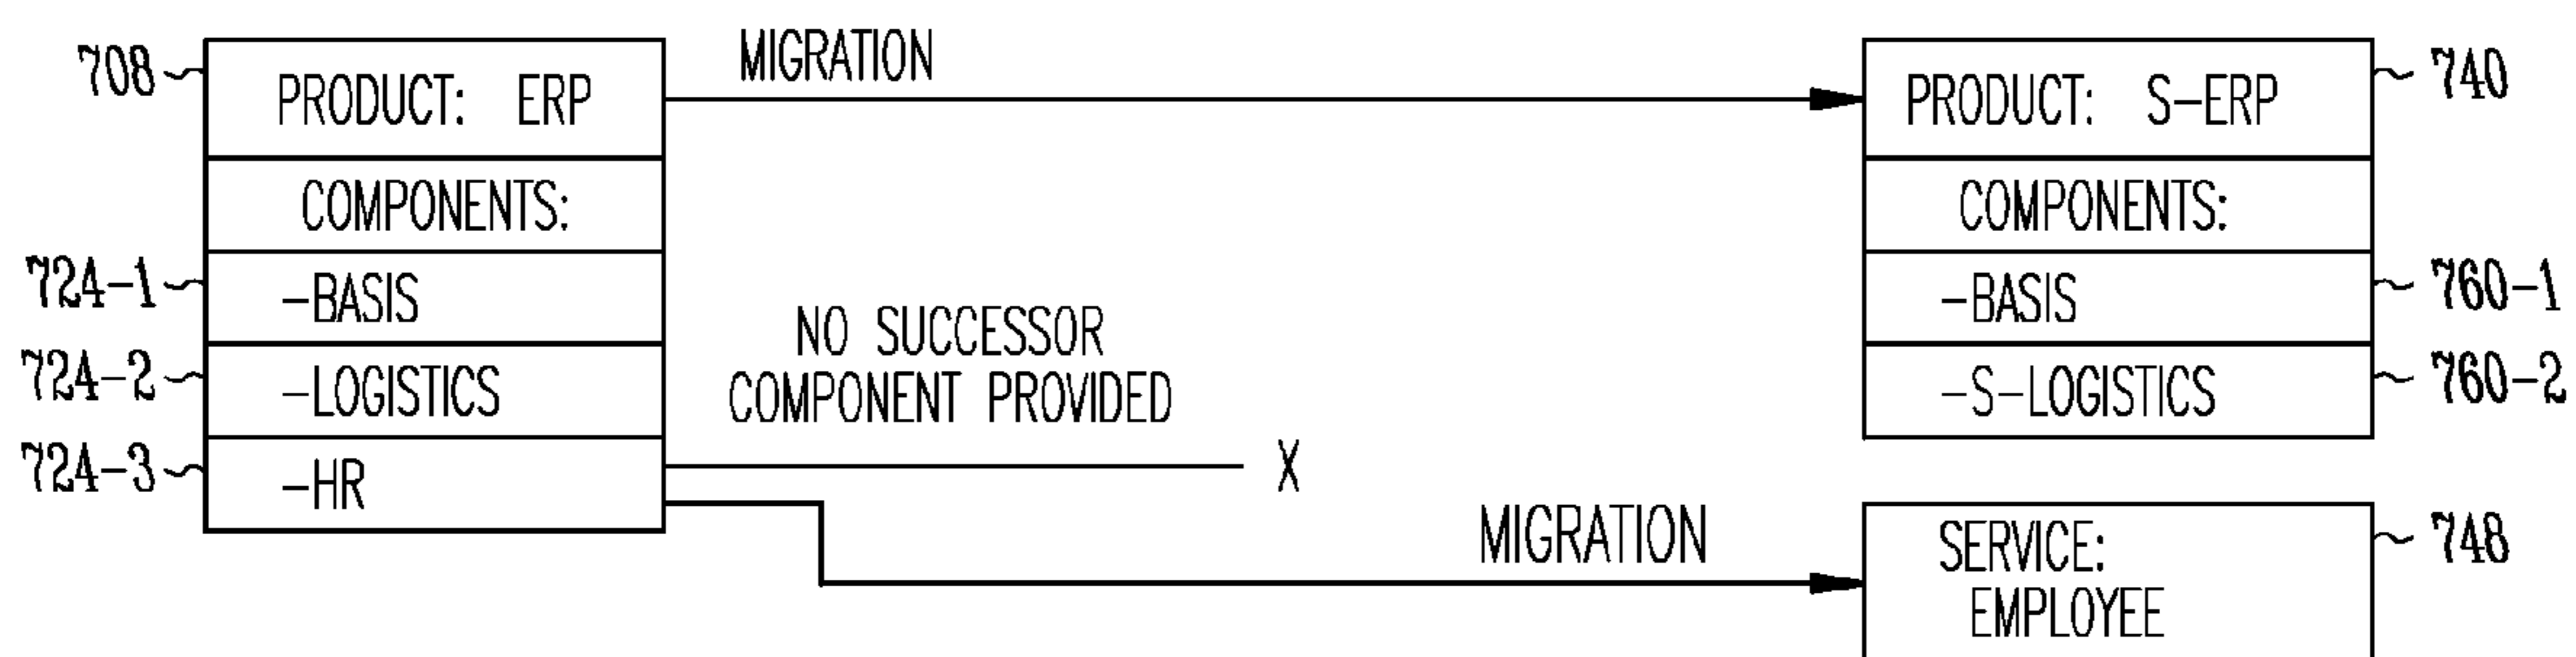 708
PRODUCT: ERP
MIGRATION
PRODUCT: S-ERP
740
COMPONENTS:
COMPONENTS:
724-1
-BASIS
-BASIS
760-1
NO SUCCESSOR
COMPONENT PROVIDED
724-2
-LOGISTICS
-S-LOGISTICS
760-2
724-3
-HR
X
MIGRATION
SERVICE:
EMPLOYEE
748